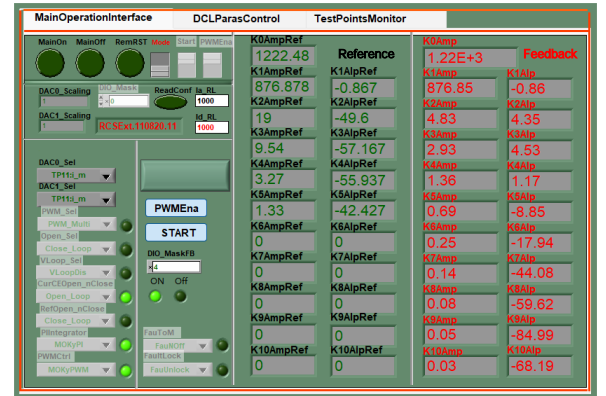 MainOperationInterface DCLParasControl TestPointsMonitor
MainOn MainOff RemRST Mode Start PWMEna
DAC0_Scaling DIO_Mask ReadConf Ia_RL
1 x 0 1000
DAC1_Scaling Id_RL
1 RCSExt.110820.11 1000
DAC0_Sel
TP11:i_m
DAC1_Sel
TP11:i_m
PWM_Sel
PWM_Multi
Open_Sel
Close_Loop
VLoop_Sel
VLoopDis
CurCEOpen_nClose
Open_Loop
RefOpen_nClose
Close_Loop
PIIntegrator
MOKyPI
PWMCtrl
MOKyPWM
PWMEna
START
DIO_MaskFB
x 4
ON Off
FauToM
FauNOff
FaultLock
FauUnlock
K0AmpRef
1222.48 Reference
K1AmpRef K1AlpRef
876.878 -0.867
K2AmpRef K2AlpRef
19 -49.6
K3AmpRef K3AlpRef
9.54 -57.167
K4AmpRef K4AlpRef
3.27 -55.937
K5AmpRef K5AlpRef
1.33 -42.427
K6AmpRef K6AlpRef
0 0
K7AmpRef K7AlpRef
0 0
K8AmpRef K8AlpRef
0 0
K9AmpRef K9AlpRef
0 0
K10AmpRef K10AlpRef
0 0
K0Amp
1.22E+3 Feedback
K1Amp K1Alp
876.85 -0.86
K2Amp K2Alp
4.83 4.35
K3Amp K3Alp
2.93 4.53
K4Amp K4Alp
1.36 1.17
K5Amp K5Alp
0.69 -8.85
K6Amp K6Alp
0.25 -17.94
K7Amp K7Alp
0.14 -44.08
K8Amp K8Alp
0.08 -59.62
K9Amp K9Alp
0.05 -84.99
K10Amp K10Alp
0.03 -68.19